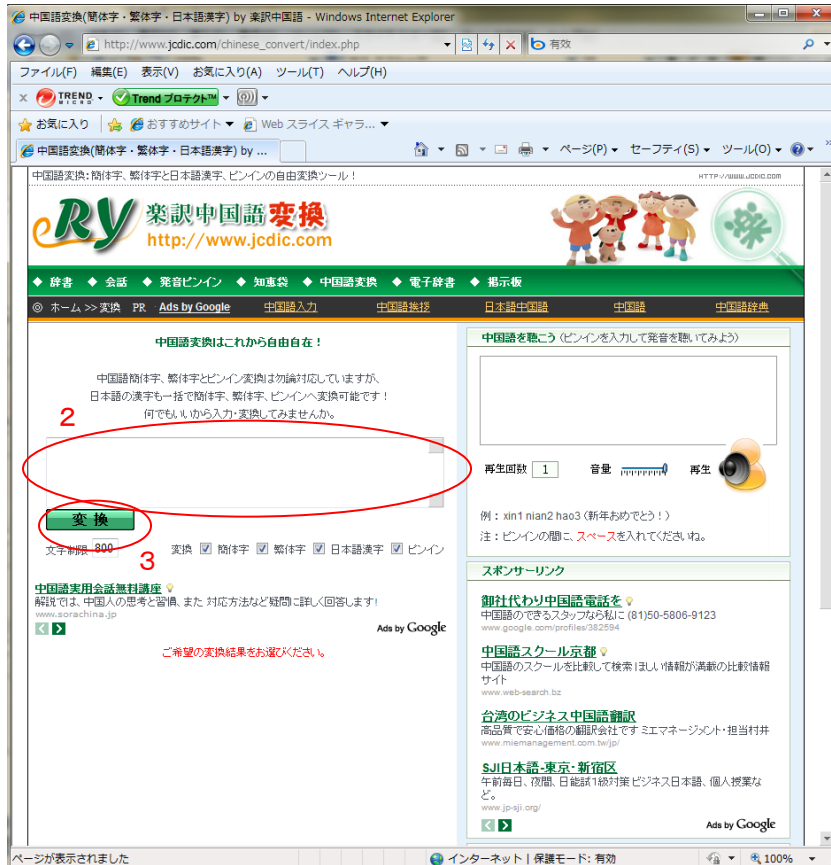 中国語変換(簡体字・繁体字・日本語漢字) by 楽訳中国語 - Windows Internet Explorer
http://www.jcdic.com/chinese_convert/index.php
有效
ファイル(F) 編集(E) 表示(V) お気に入り(A) ツール(T) ヘルプ(H)
x TREND MICRO Trend プロテクト™
お気に入り おすすめサイト Web スライス ギャラ...
中国語変換(簡体字・繁体字・日本語漢字) by ... ページ(P) セーフティ(S) ツール(O) »
中国語変換:簡体字、繁体字と日本語漢字、ピンインの自由変換ツール!
HTTP://WWW.JCDIC.COM
eRy 楽訳中国語変換
http://www.jcdic.com
◆ 辞書 ◆ 会話 ◆ 発音ピンイン ◆ 知恵袋 ◆ 中国語変換 ◆ 電子辞書 ◆ 掲示板
◎ ホーム >> 変換 PR Ads by Google 中国語入力 中国語挨拶 日本語中国語 中国語 中国語辞典
中国語変換はこれから自由自在!
中国語簡体字、繁体字とピンイン変換は勿論対応していますが、
日本語の漢字も一括で簡体字、繁体字、ピンインへ変換可能です!
何でもいいから入力・変換してみませんか。
2
変換
3
文字制限 800 変換 簡体字 繁体字 日本語漢字 ピンイン
中国語実用会話無料講座
解説では、中国人の思考と習慣、また 対応方法など疑問に詳しく回答します!
www.sorachina.jp
Ads by Google
ご希望の変換結果をお選びください。
中国語を聴こう (ピンインを入力して発音を聴いてみよう)
再生回数 1 音量 再生
例:xin1 nian2 hao3 (新年おめでとう!)
注:ピンインの間に、スペースを入れてくださいね。
スポンサーリンク
御社代わり中国語電話を
中国語のできるスタッフなら私に (81)50-5806-9123
www.google.com/profiles/382594
中国語スクール京都
中国語のスクールを比較して検索 ほしい情報が満載の比較情報
サイト
www.web-search.bz
台湾のビジネス中国語翻訳
高品質で安心価格の翻訳会社です ミエマネージメント・担当村井
www.miemanagement.com.tw/jp/
SJI日本語-東京・新宿区
午前毎日、夜間、日能試1級対策 ビジネス日本語、個人授業な
ど。
www.jp-sji.org/
Ads by Google
ページが表示されました インターネット | 保護モード: 有効 100%